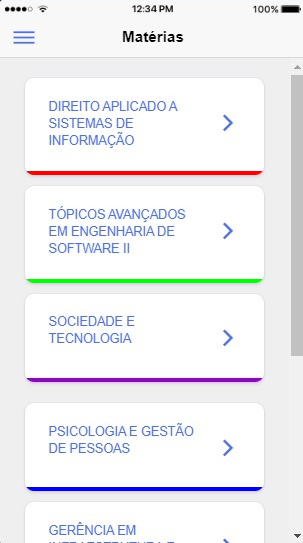 12:34 PM
100%
Matérias
DIREITO APLICADO A
SISTEMAS DE
INFORMAÇÃO
TÓPICOS AVANÇADOS
EM ENGENHARIA DE
SOFTWARE II
SOCIEDADE E
TECNOLOGIA
PSICOLOGIA E GESTÃO
DE PESSOAS
GERÊNCIA EM